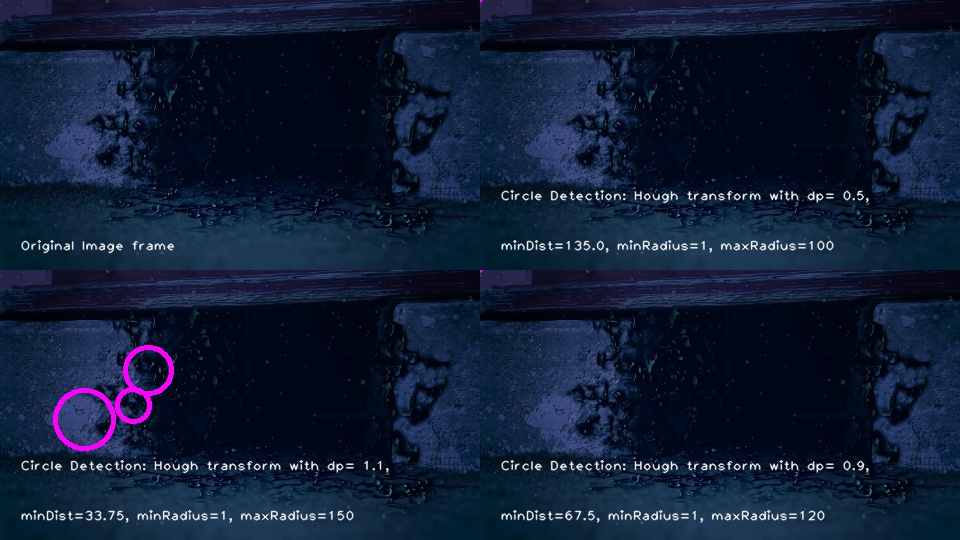 Original Image frame
Circle Detection: Hough transform with dp= 0.5,
minDist=135.0, minRadius=1, maxRadius=100
Circle Detection: Hough transform with dp= 1.1,
minDist=33.75, minRadius=1, maxRadius=150
Circle Detection: Hough transform with dp= 0.9,
minDist=67.5, minRadius=1, maxRadius=120